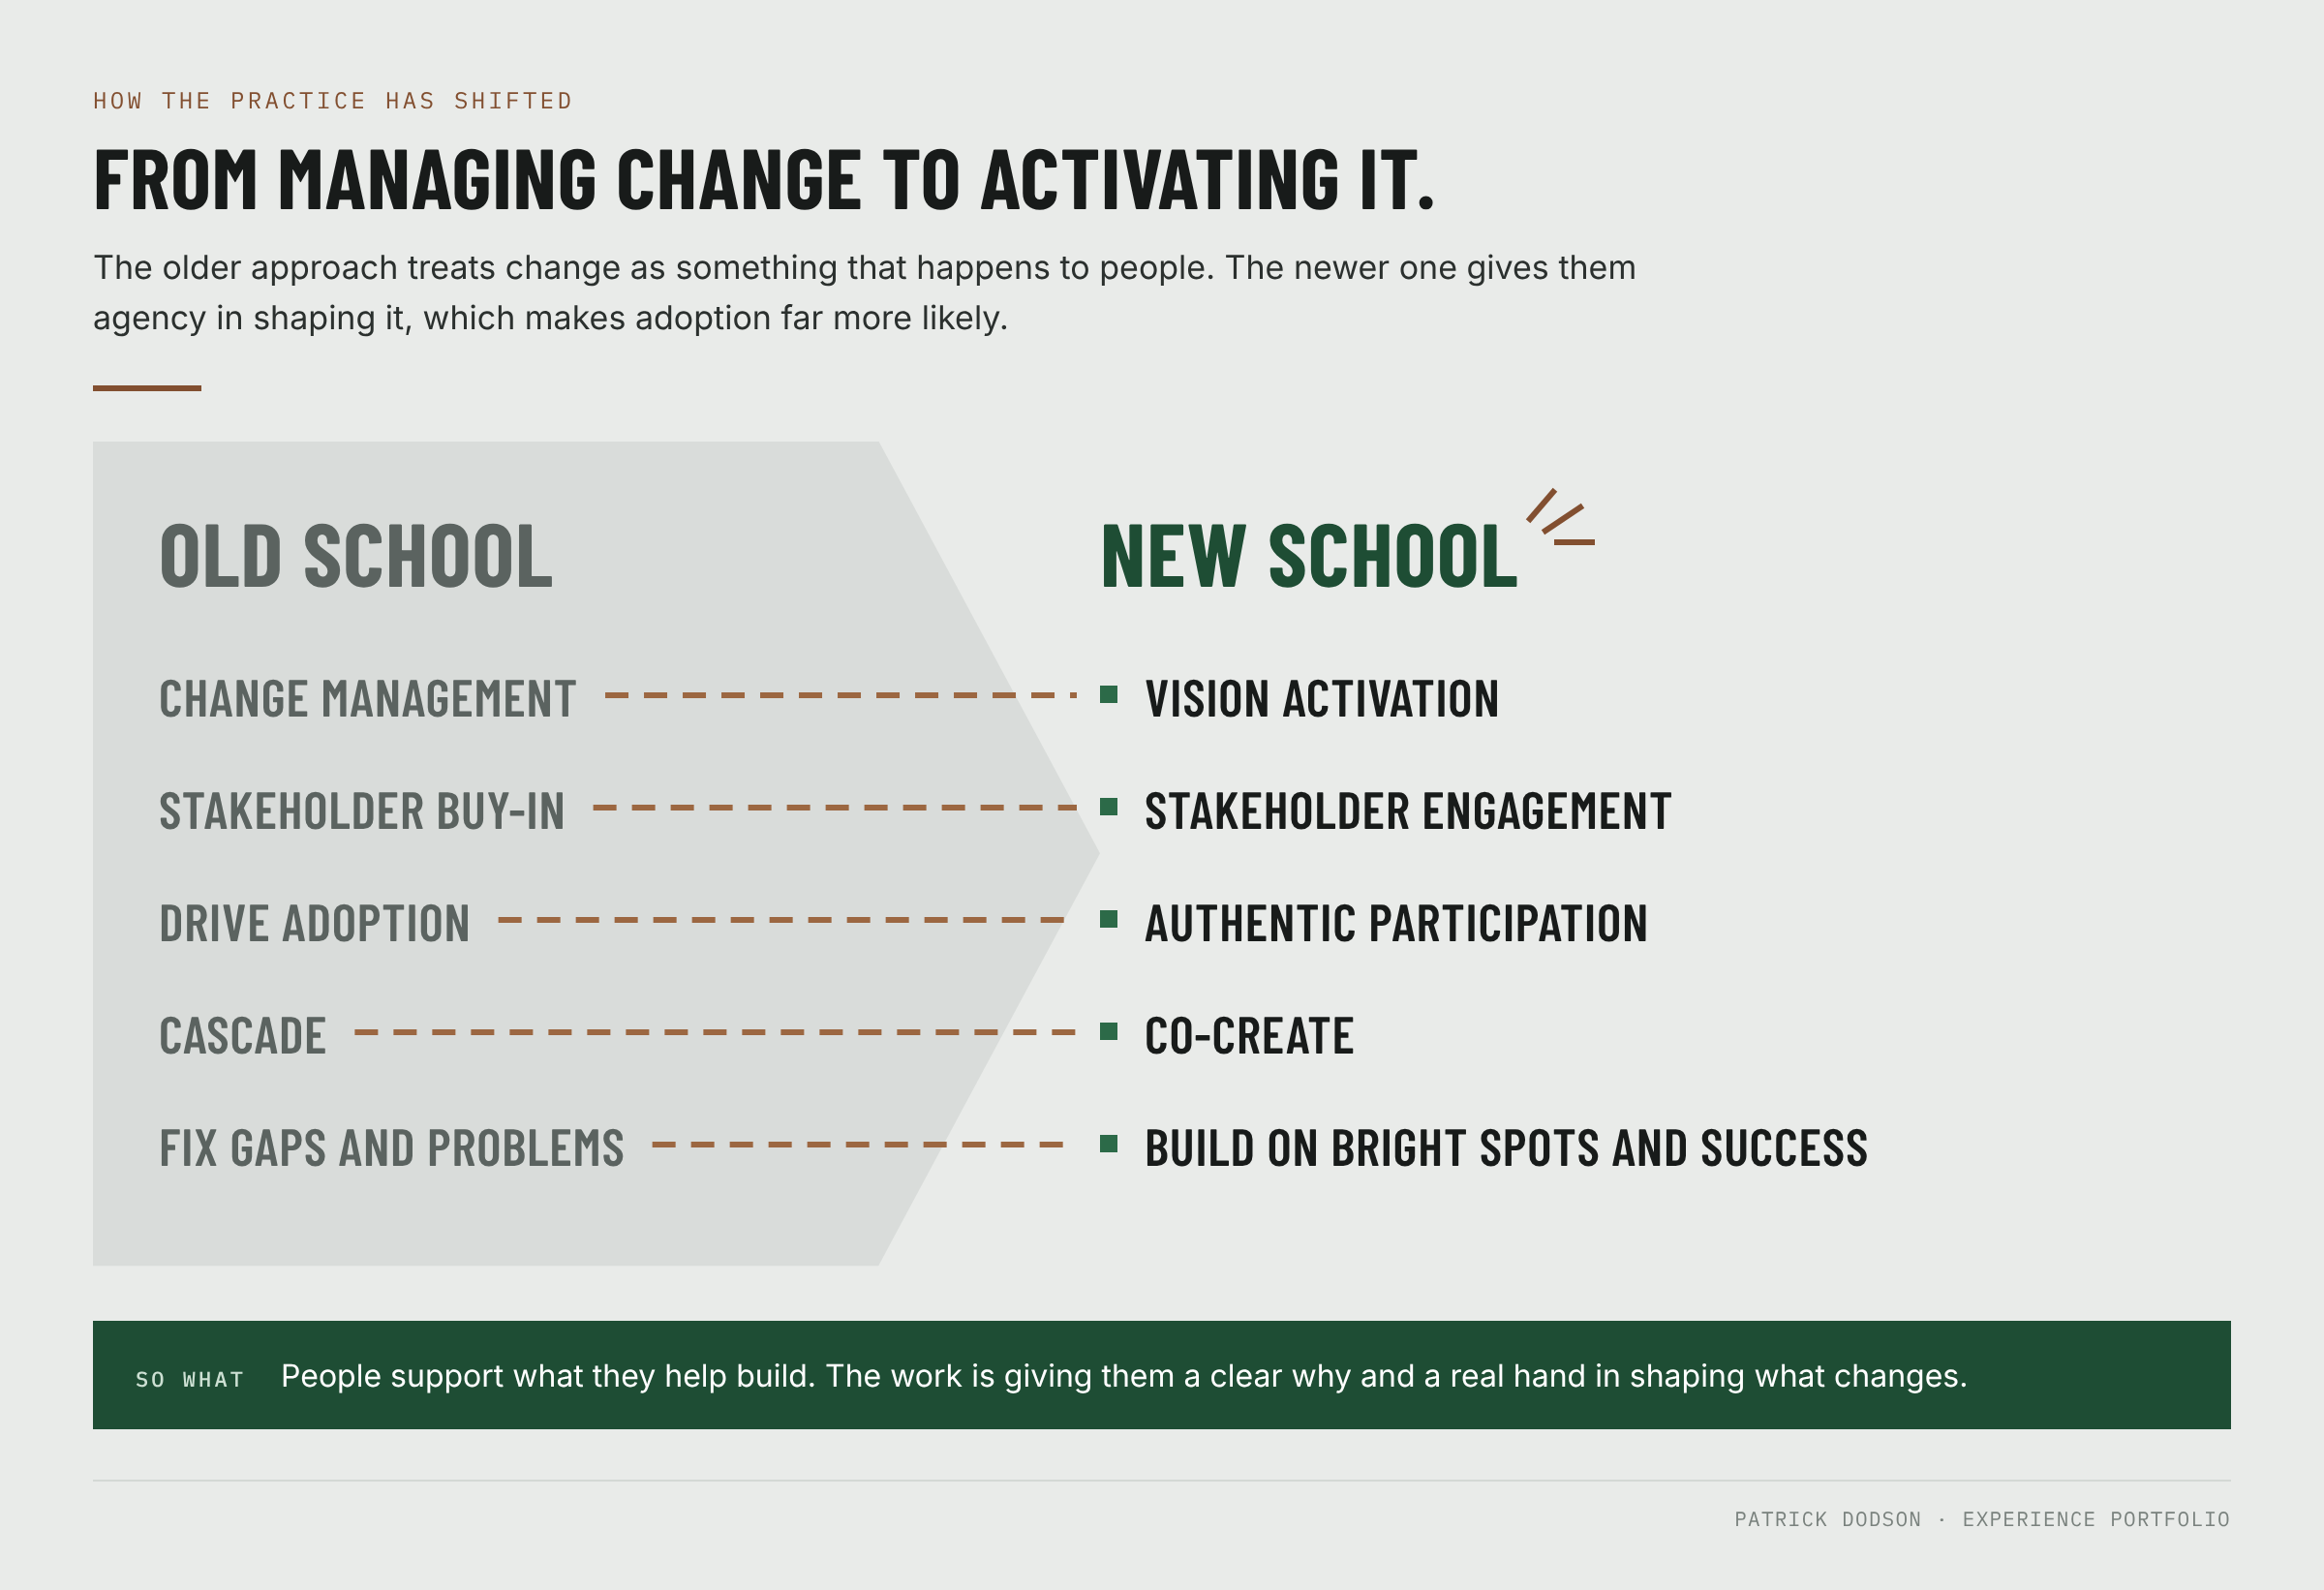 HOW THE PRACTICE HAS SHIFTED
FROM MANAGING CHANGE TO ACTIVATING IT.
The older approach treats change as something that happens to people. The newer one gives them
agency in shaping it, which makes adoption far more likely.
OLD SCHOOL
NEW SCHOOL
CHANGE MANAGEMENT
VISION ACTIVATION
STAKEHOLDER BUY-IN
STAKEHOLDER ENGAGEMENT
DRIVE ADOPTION
AUTHENTIC PARTICIPATION
CASCADE
CO-CREATE
FIX GAPS AND PROBLEMS
BUILD ON BRIGHT SPOTS AND SUCCESS
SO WHAT People support what they help build. The work is giving them a clear why and a real hand in shaping what changes.
PATRICK DODSON · EXPERIENCE PORTFOLIO